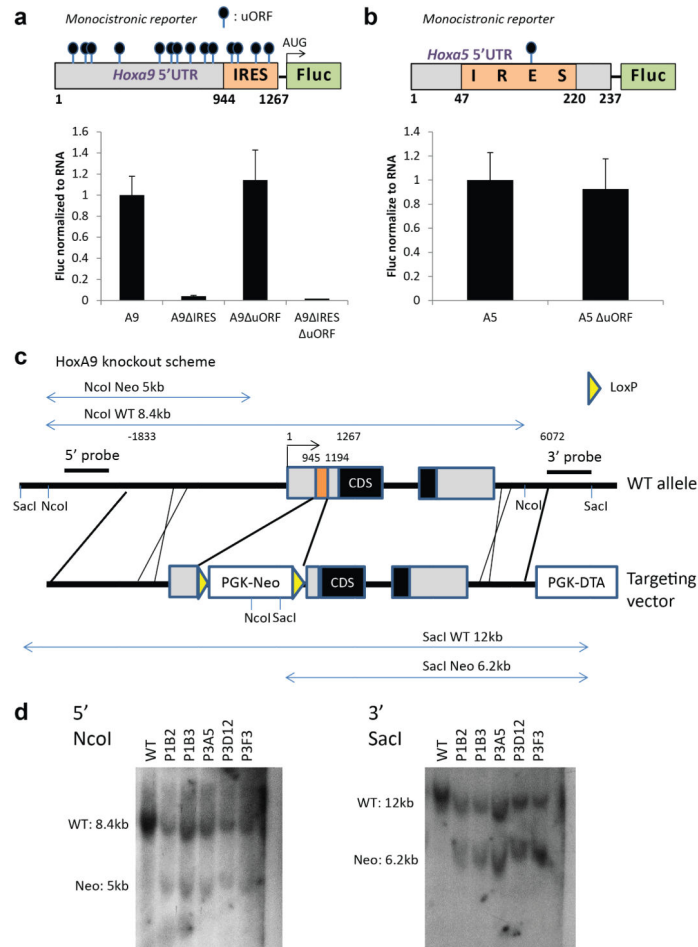 a
Monocistronic reporter
: uORF
AUG
Hoxa9 5'UTR
IRES
Fluc
1
944
1267
Fluc normalized to RNA
1.6
1.4
1.2
1
0.8
0.6
0.4
0.2
0
A9
A9ΔIRES
A9ΔuORF
A9ΔIRES
ΔuORF
b
Monocistronic reporter
Hoxa5 5'UTR
I R E S
Fluc
1
47
220
237
Fluc normalize to RNA
1.4
1.2
1
0.8
0.6
0.4
0.2
0
A5
A5 ΔuORF
c
HoxA9 knockout scheme
NcoI Neo 5kb
NcoI WT 8.4kb
LoxP
-1833
1
1267
6072
5' probe
945
1194
3' probe
CDS
WT allele
SacI
NcoI
NcoI
SacI
PGK-Neo
CDS
PGK-DTA
Targeting
vector
NcoI
SacI
SacI WT 12kb
SacI Neo 6.2kb
d
5'
NcoI
WT
P1B2
P1B3
P3A5
P3D12
P3F3
WT: 8.4kb
Neo: 5kb
3'
SacI
WT
P1B2
P1B3
P3A5
P3D12
P3F3
WT: 12kb
Neo: 6.2kb